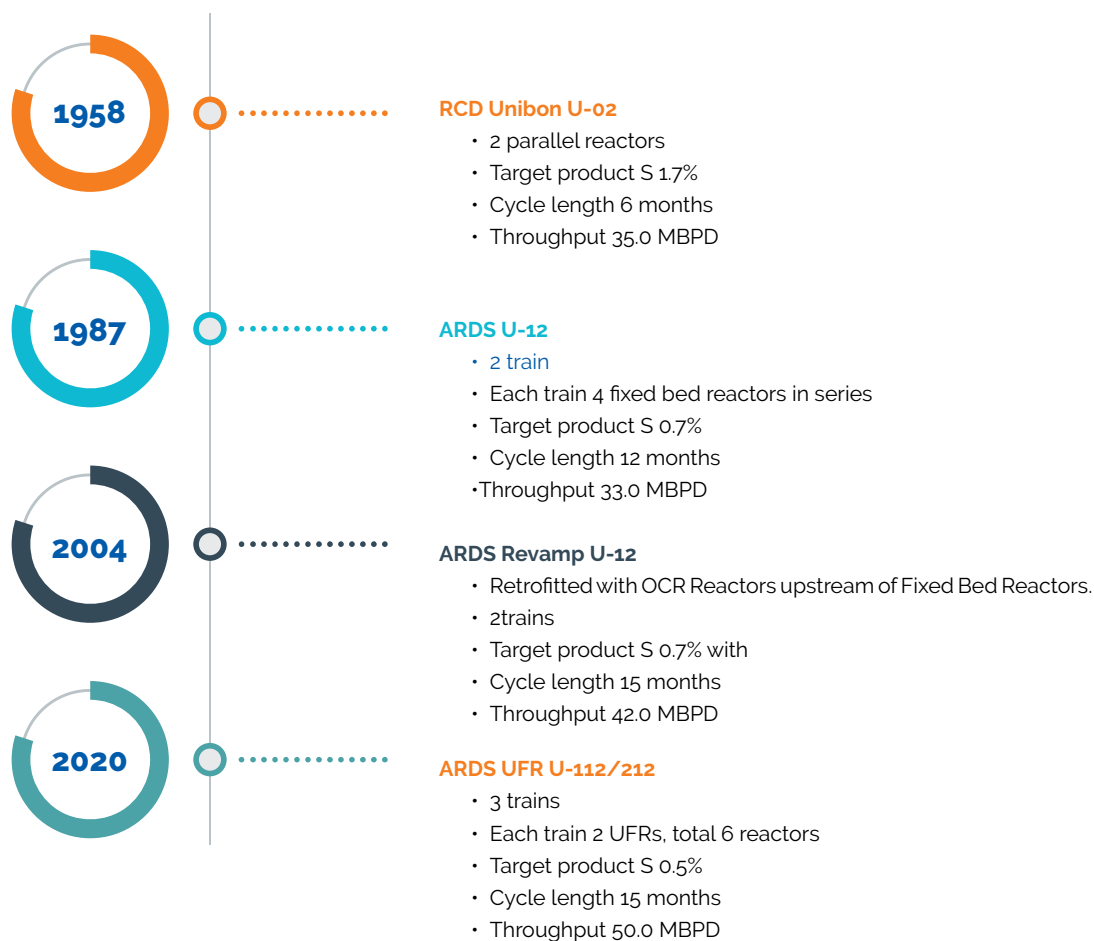 1958
RCD Unibon U-02
• 2 parallel reactors
• Target product S 1.7%
• Cycle length 6 months
• Throughput 35.0 MBPD
1987
ARDS U-12
• 2 train
• Each train 4 fixed bed reactors in series
• Target product S 0.7%
• Cycle length 12 months
•Throughput 33.0 MBPD
2004
ARDS Revamp U-12
• Retrofitted with OCR Reactors upstream of Fixed Bed Reactors.
• 2trains
• Target product S 0.7% with
• Cycle length 15 months
• Throughput 42.0 MBPD
2020
ARDS UFR U-112/212
• 3 trains
• Each train 2 UFRs, total 6 reactors
• Target product S 0.5%
• Cycle length 15 months
• Throughput 50.0 MBPD